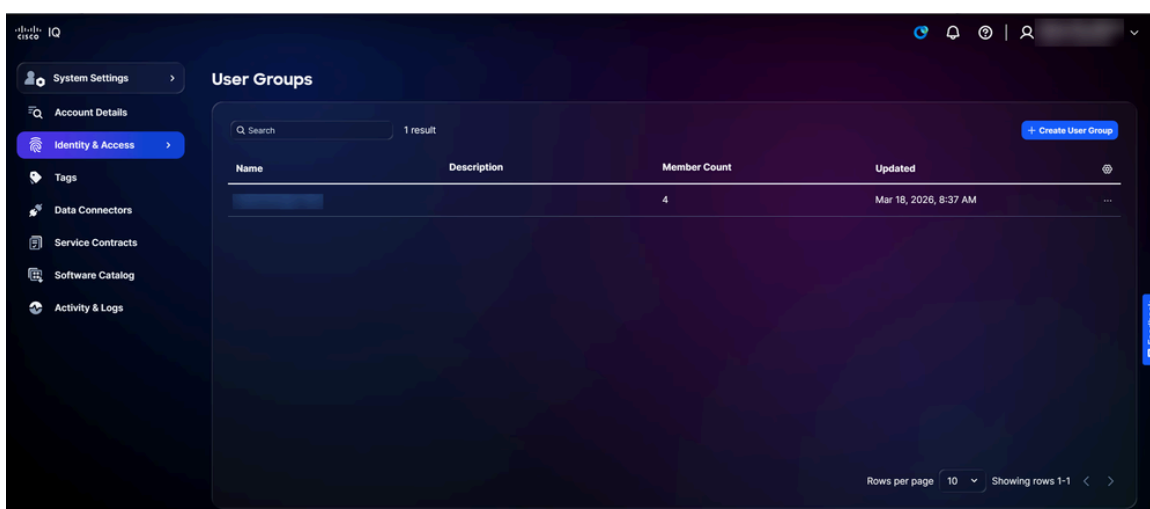 cisco IQ
System Settings
Account Details
Identity & Access
Tags
Data Connectors
Service Contracts
Software Catalog
Activity & Logs
User Groups
Search
1 result
+ Create User Group
Name Description Member Count Updated
4 Mar 18, 2026, 8:37 AM ...
Rows per page 10 Showing rows 1-1